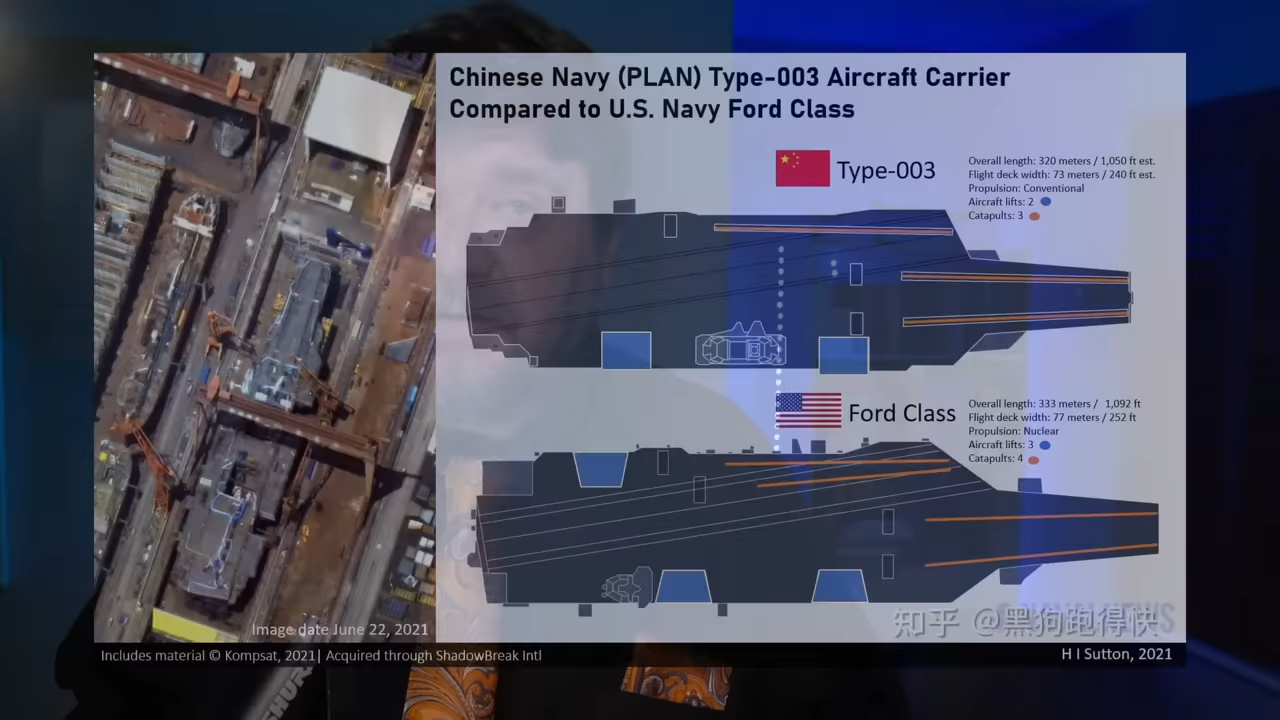 Chinese Navy (PLAN) Type-003 Aircraft Carrier
Compared to U.S. Navy Ford Class
Type-003
Overall length: 320 meters / 1,050 ft est.
Flight deck width: 73 meters / 240 ft est.
Propulsion: Conventional
Aircraft lifts: 2
Catapults: 3
Ford Class
Overall length: 333 meters / 1,092 ft
Flight deck width: 77 meters / 252 ft
Propulsion: Nuclear
Aircraft lifts: 3
Catapults: 4
知乎 @黑狗跑得快
Image date June 22, 2021
Includes material © Kompsat, 2021| Acquired through ShadowBreak Intl
H I Sutton, 2021
SHURE